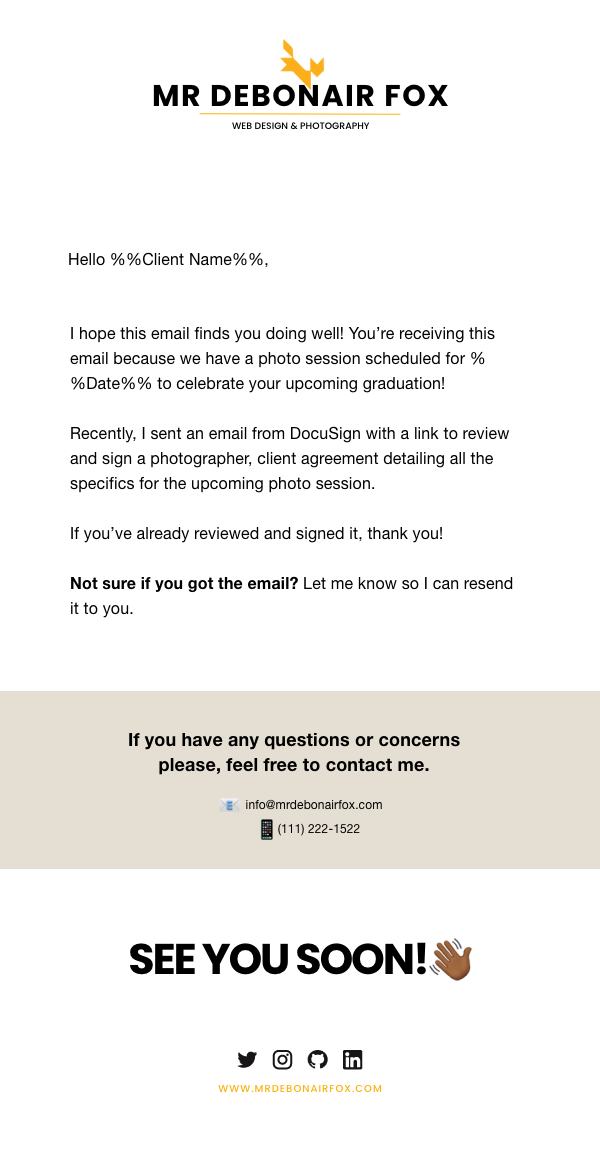 MR DEBONAIR FOX
WEB DESIGN & PHOTOGRAPHY
Hello %%Client Name%%,
I hope this email finds you doing well! You’re receiving this
email because we have a photo session scheduled for %
%Date%% to celebrate your upcoming graduation!
Recently, I sent an email from DocuSign with a link to review
and sign a photographer, client agreement detailing all the
specifics for the upcoming photo session.
If you’ve already reviewed and signed it, thank you!
Not sure if you got the email? Let me know so I can resend
it to you.
If you have any questions or concerns
please, feel free to contact me.
info@mrdebonairfox.com
(111) 222-1522
SEE YOU SOON!
WWW.MRDEBONAIRFOX.COM